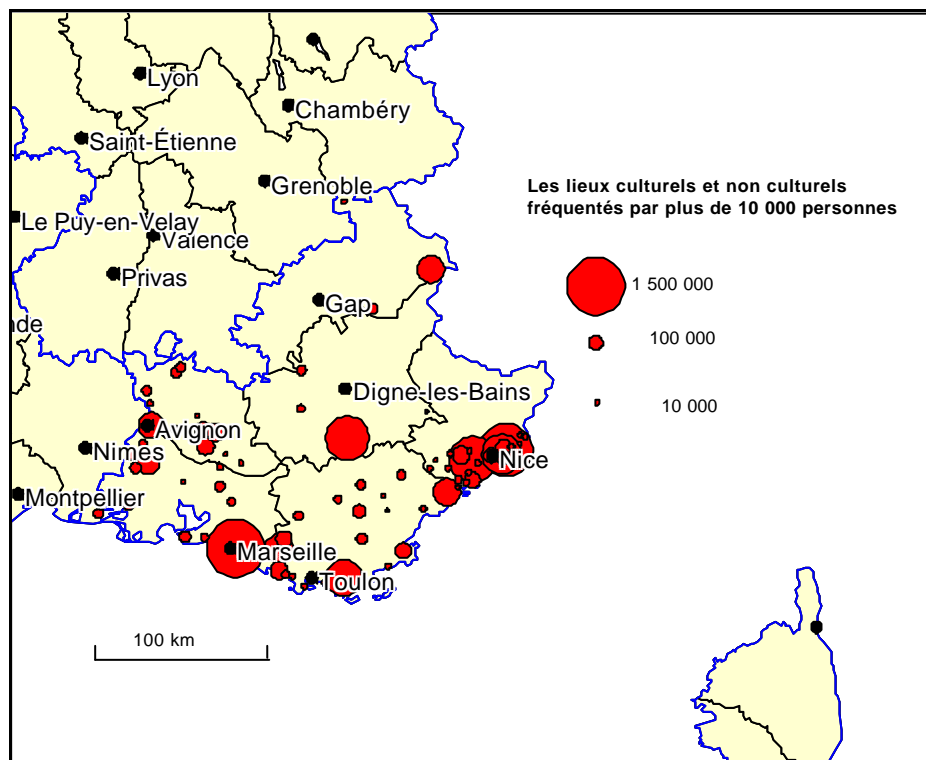 Lyon
Chambéry
Saint-Étienne
Grenoble
Les lieux culturels et non culturels
fréquentés par plus de 10 000 personnes
Le Puy-en-Velay
Valence
Privas
1 500 000
Gap
nde
100 000
Digne-les-Bains
10 000
Avignon
Nîmes
Nice
Montpellier
Marseille
Toulon
100 km